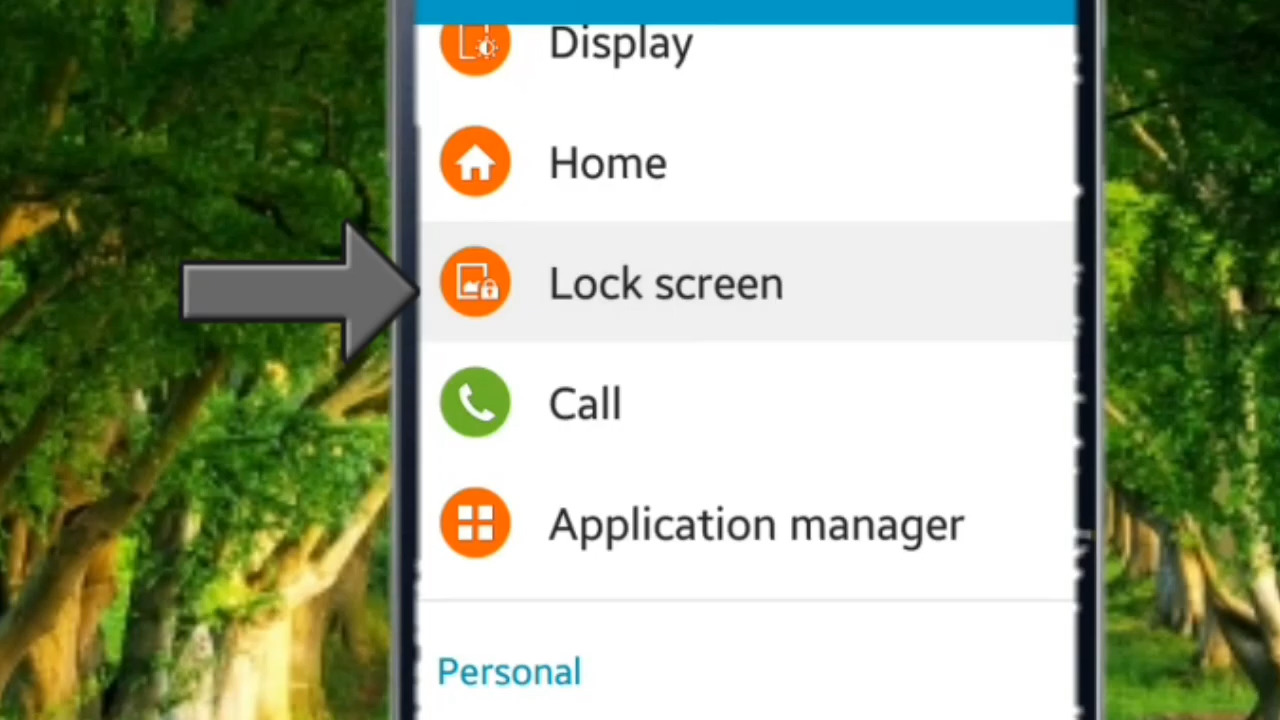 Display
Home
Lock screen
Call
Application manager
Personal